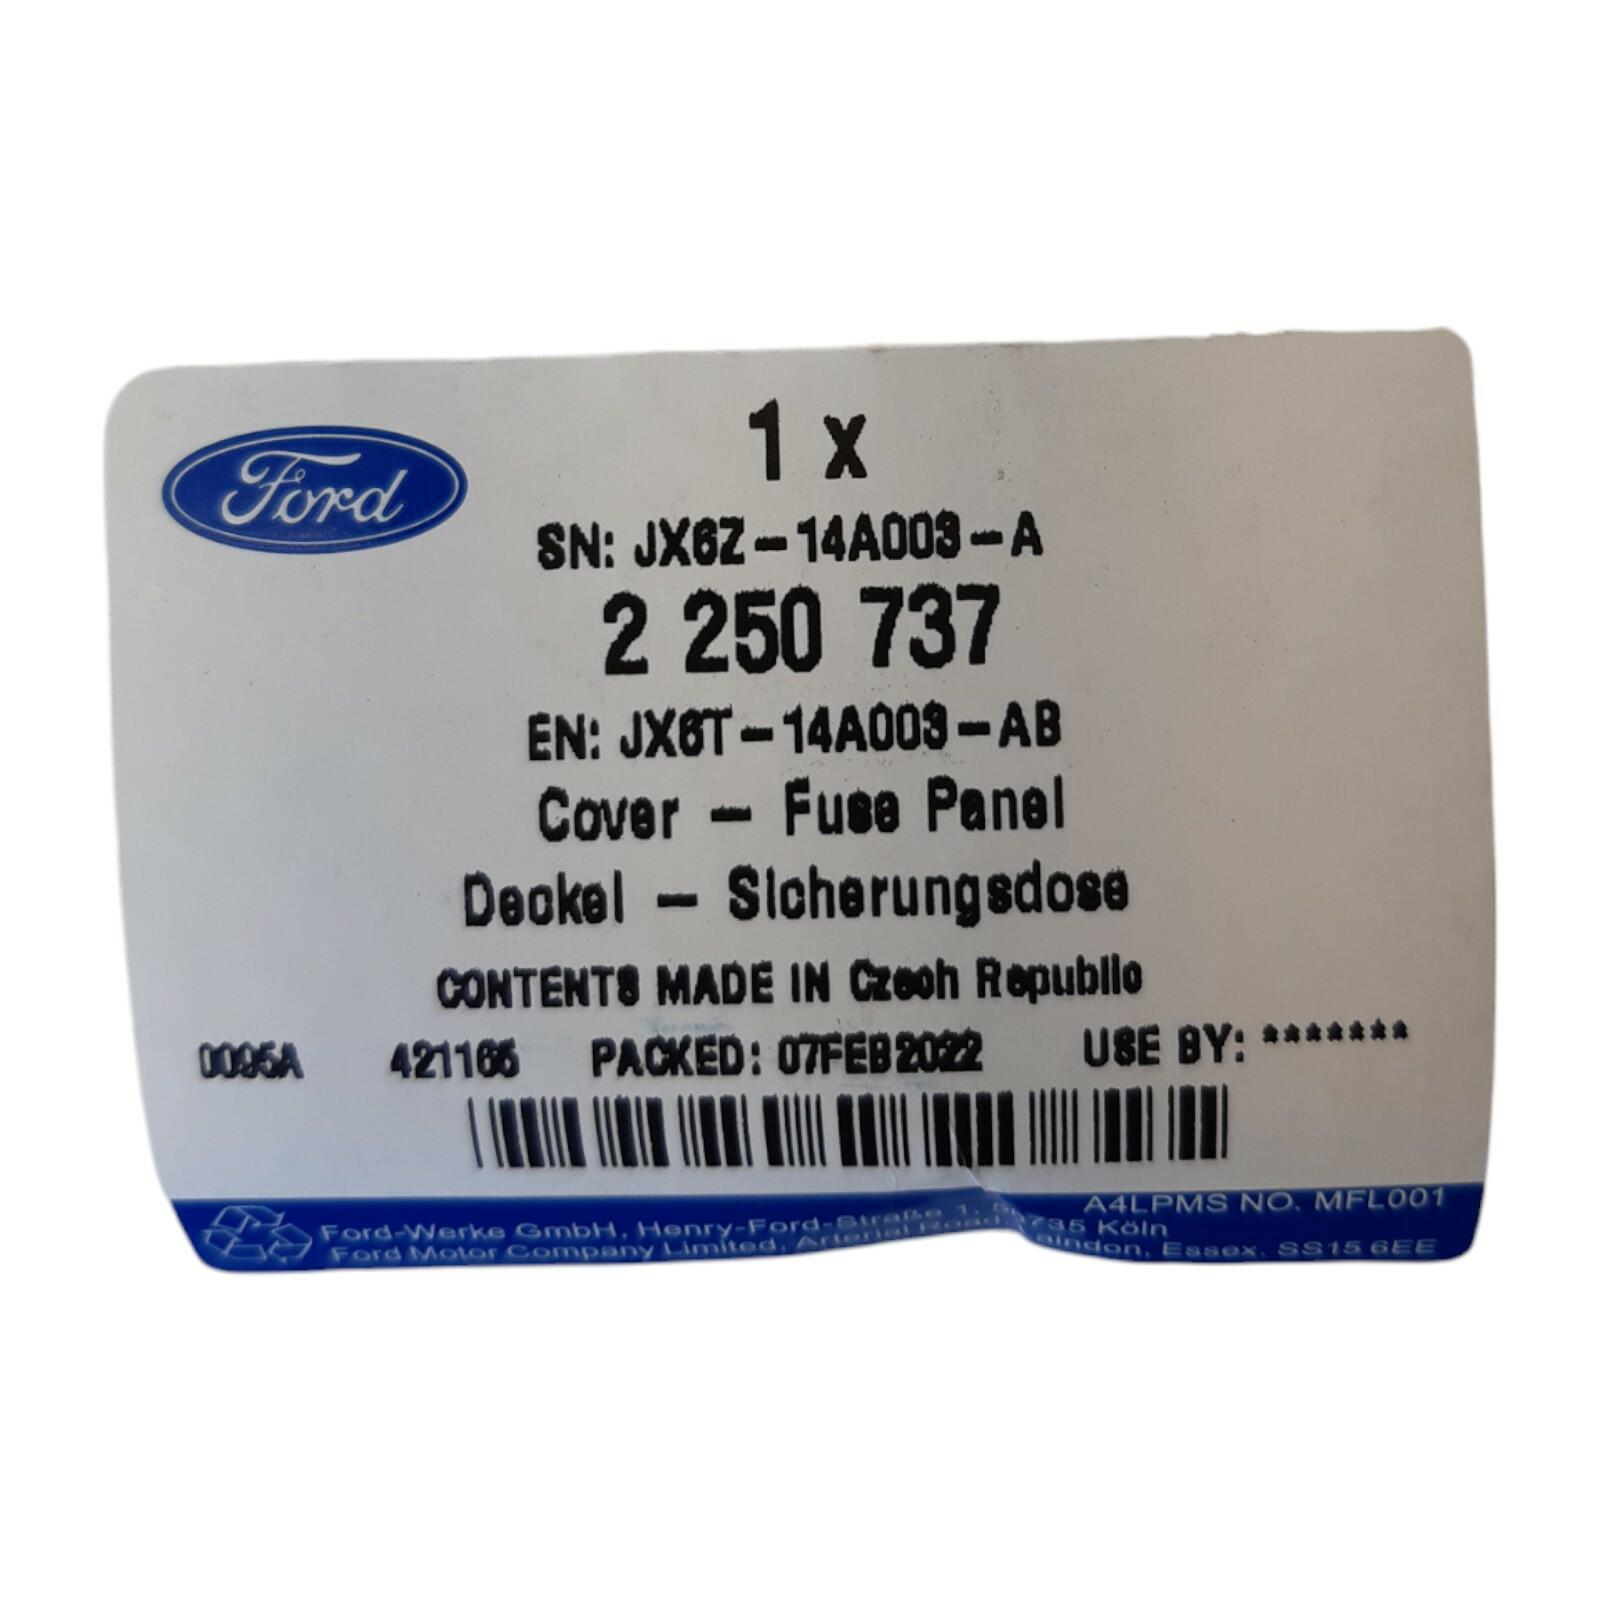 Ford
1 x
SN: JX6Z-14A003-A
2 250 737
EN: JX6T-14A003-AB
Cover - Fuse Panel
Deckel - Sicherungsdose
CONTENTS MADE IN Czech Republic
0095A 421165 PACKED: 07FEB2022 USE BY: *******
A4LPMS NO. MFL001
Ford-Werke GmbH, Henry-Ford-Straße 1, Köln
Ford Motor Company Limited, Arterial Road Essex. SS15 6EE